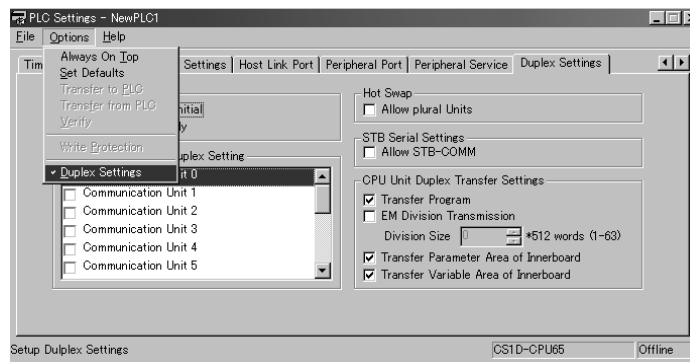 PLC Settings - NewPLC1
File Options Help
Always On Top
Set Defaults
Transfer to PLC
Transfer from PLC
Verify
Write Protection
Duplex Settings
Tim
Settings
Host Link Port
Peripheral Port
Peripheral Service
Duplex Settings
nitial
ly
uplex Setting
it 0
Communication Unit 1
Communication Unit 2
Communication Unit 3
Communication Unit 4
Communication Unit 5
Hot Swap
Allow plural Units
STB Serial Settings
Allow STB-COMM
CPU Unit Duplex Transfer Settings
Transfer Program
EM Division Transmission
Division Size 0 *512 words (1-63)
Transfer Parameter Area of Innerboard
Transfer Variable Area of Innerboard
Setup Dulplex Settings
CS1D-CPU65
Offline